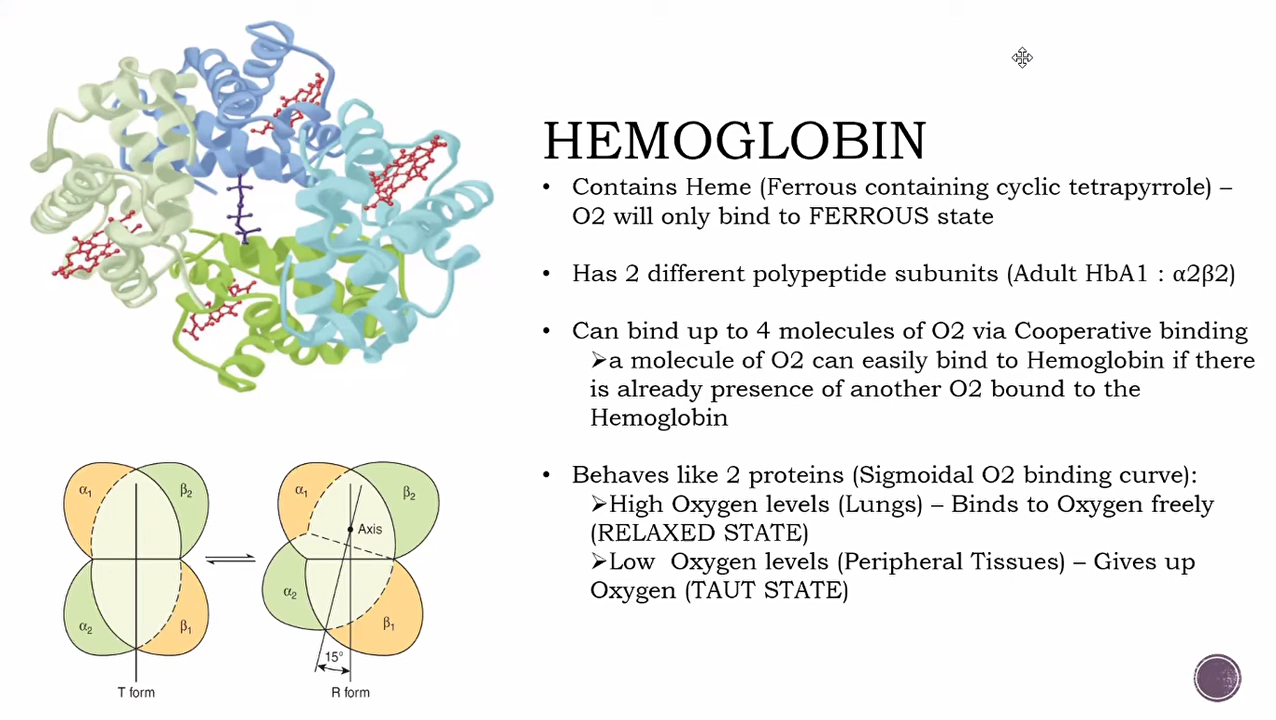 HEMOGLOBIN
• Contains Heme (Ferrous containing cyclic tetrapyrrole) –
O2 will only bind to FERROUS state
• Has 2 different polypeptide subunits (Adult HbA1 : α2β2)
• Can bind up to 4 molecules of O2 via Cooperative binding
➤a molecule of O2 can easily bind to Hemoglobin if there
is already presence of another O2 bound to the
Hemoglobin
• Behaves like 2 proteins (Sigmoidal O2 binding curve):
➤High Oxygen levels (Lungs) – Binds to Oxygen freely
(RELAXED STATE)
➤Low  Oxygen levels (Peripheral Tissues) – Gives up
Oxygen (TAUT STATE)
α₁ β₂
α₂ β₁
T form
α₁ β₂
Axis
α₂ β₁
15°
R form